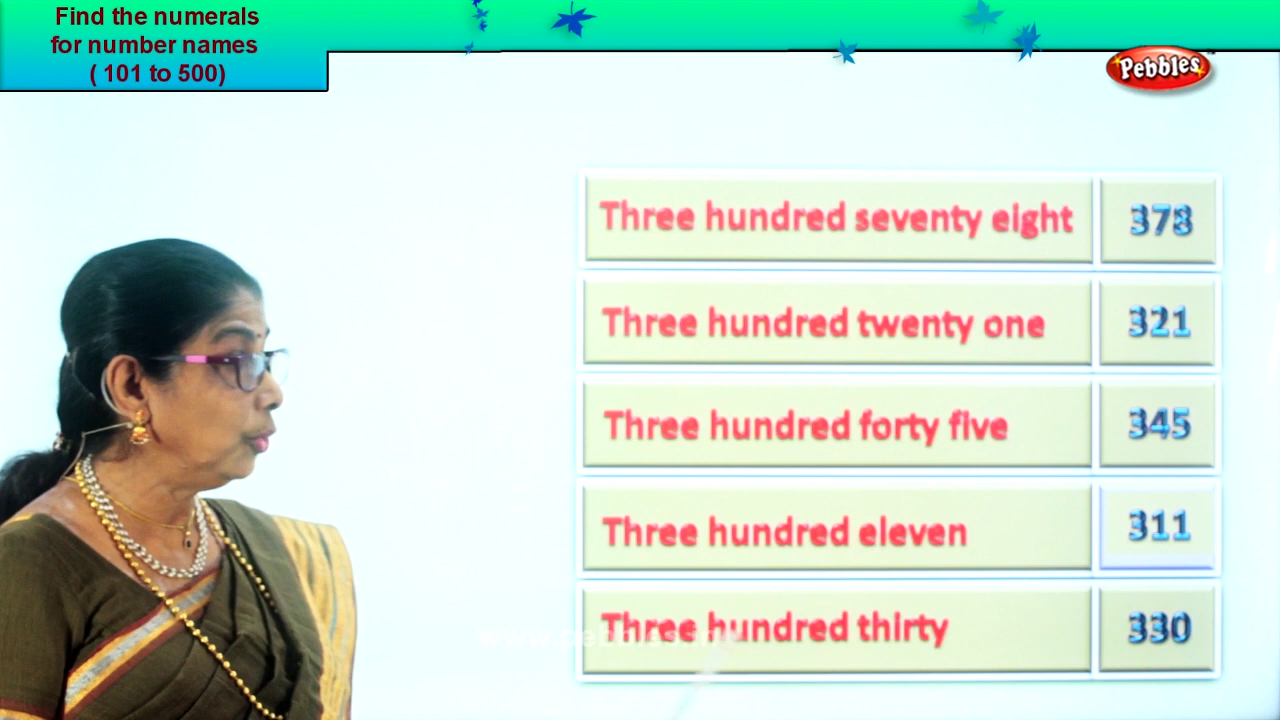 Find the numerals
for number names
( 101 to 500)
Pebbles
Three hundred seventy eight 378
Three hundred twenty one 321
Three hundred forty five 345
Three hundred eleven 311
Three hundred thirty 330